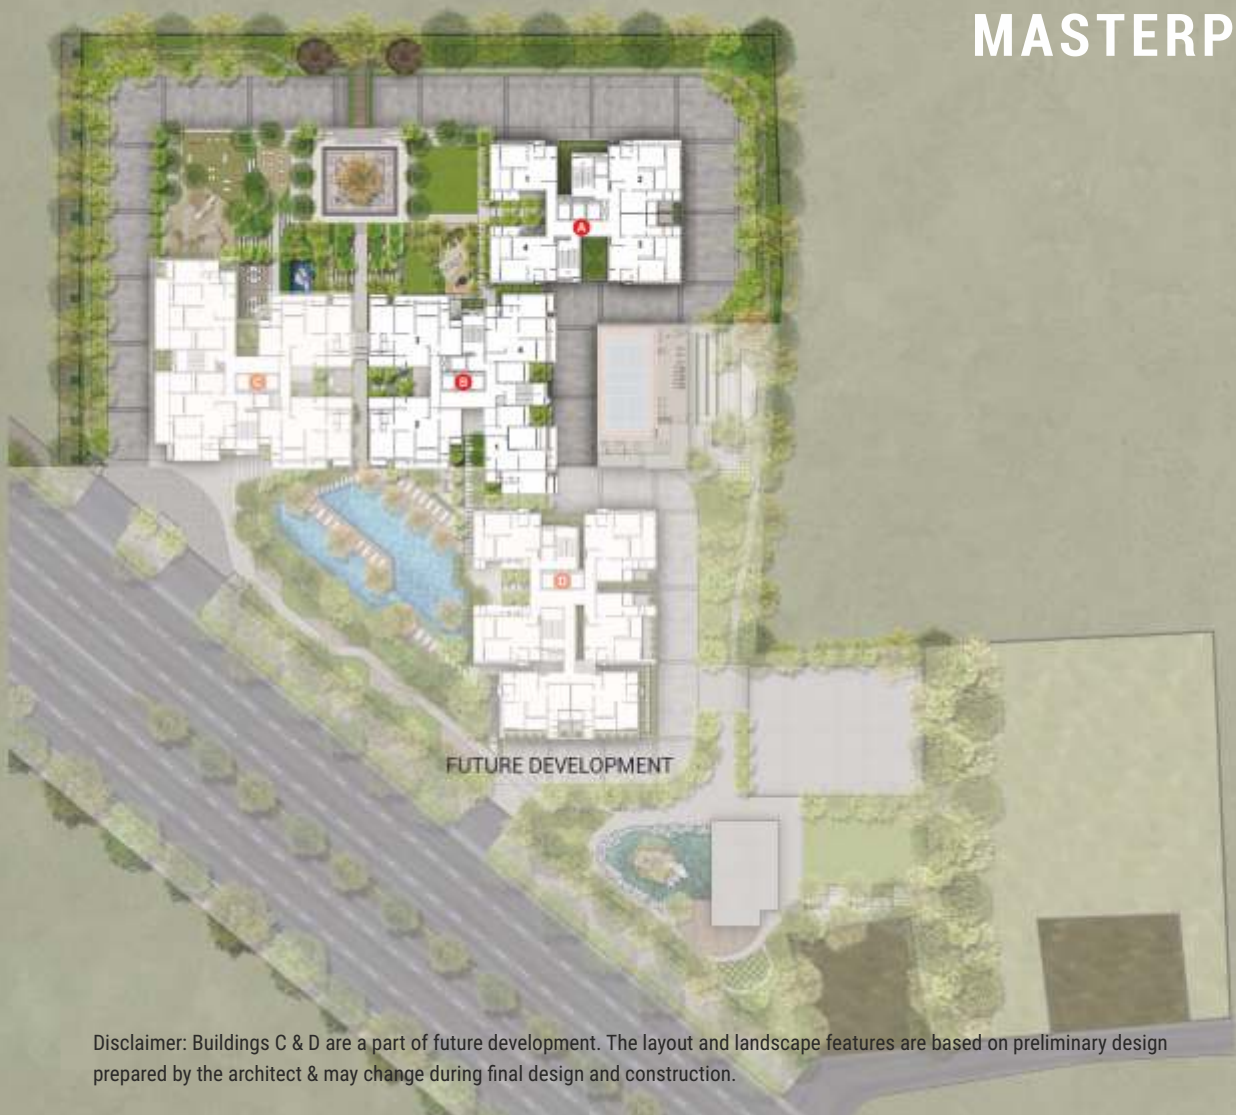 MASTERP
A
C
B
D
FUTURE DEVELOPMENT
Disclaimer: Buildings C & D are a part of future development. The layout and landscape features are based on preliminary design
prepared by the architect & may change during final design and construction.